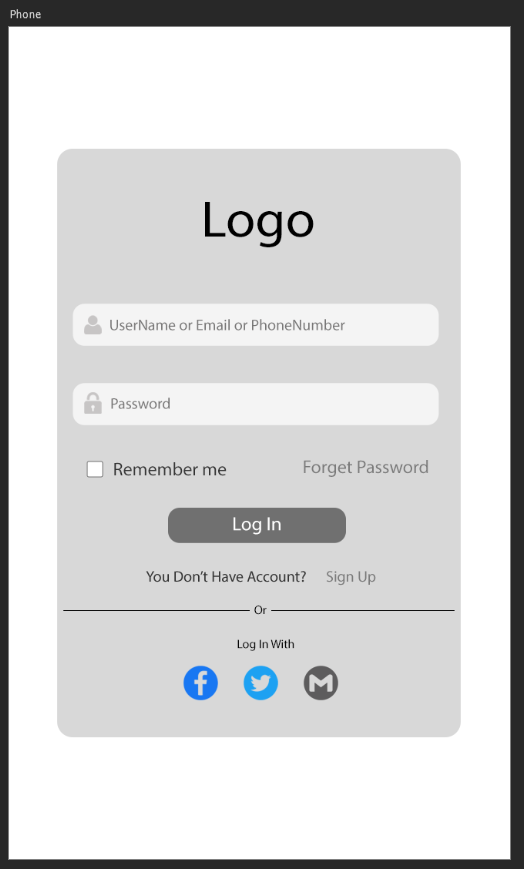 Phone
Logo
UserName or Email or PhoneNumber
Password
Remember me Forget Password
Log In
You Don't Have Account? Sign Up
Or
Log In With